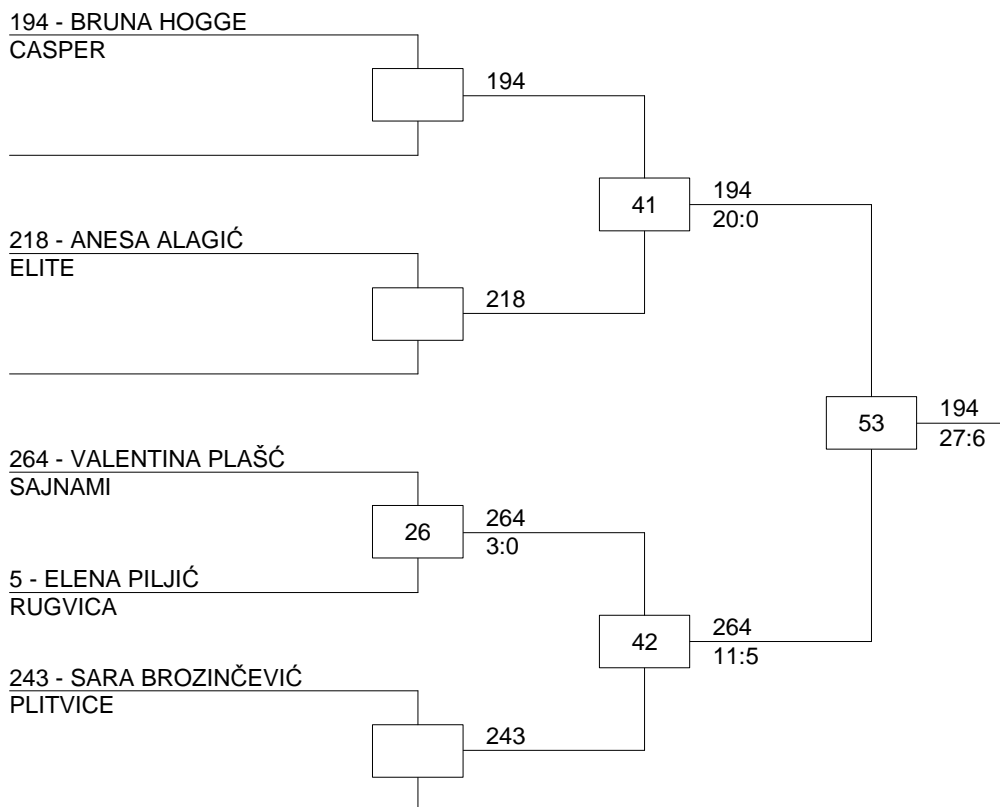 194 - BRUNA HOGGE
CASPER
194
41
194
20:0
218 - ANESA ALAGIĆ
ELITE
218
53
194
27:6
264 - VALENTINA PLAŠĆ
SAJNAMI
26
264
3:0
5 - ELENA PILJIĆ
RUGVICA
42
264
11:5
243 - SARA BROZINČEVIĆ
PLITVICE
243